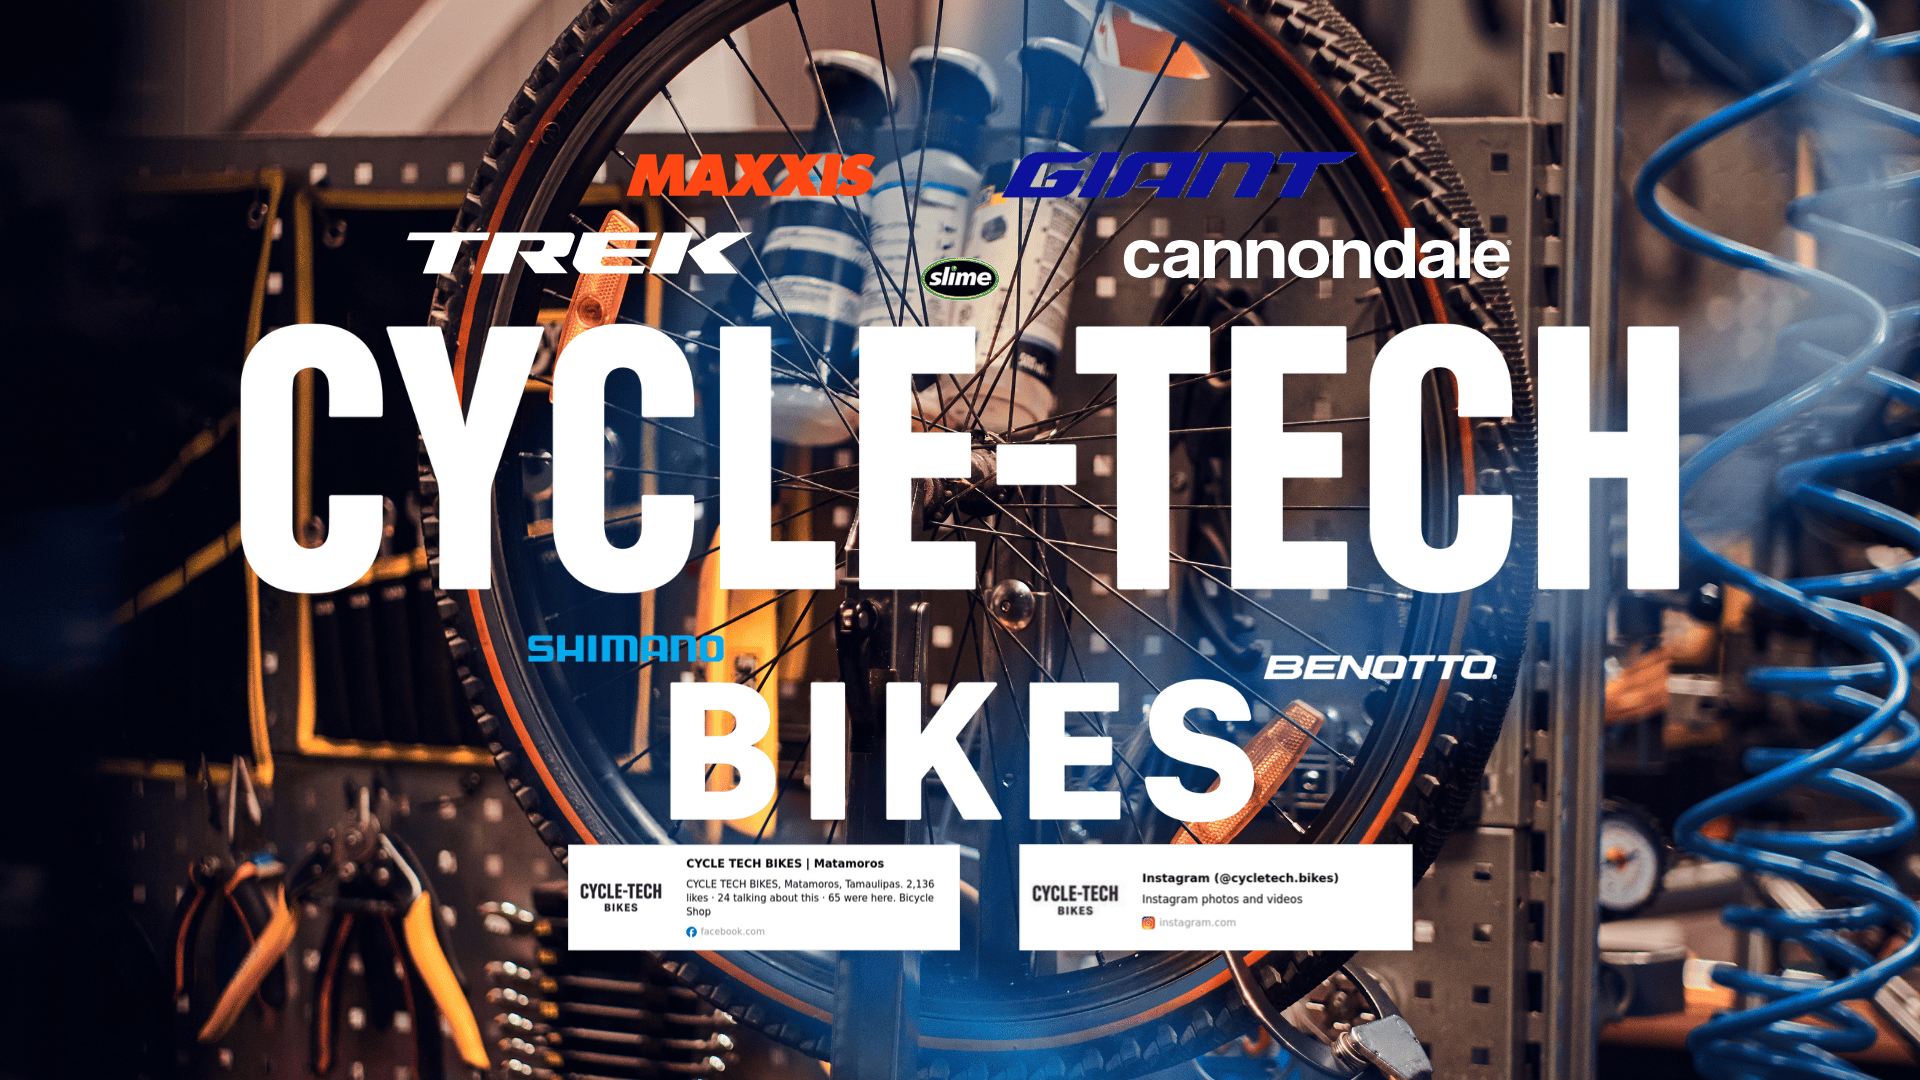 MAXXIS
GIANT
TREK
cannondale
slime
CYCLE-TECH
SHIMANO
BENOTTO
BIKES
CYCLE-TECH
BIKES
CYCLE TECH BIKES | Matamoros
CYCLE TECH BIKES, Matamoros, Tamaulipas. 2,136
likes · 24 talking about this · 65 were here. Bicycle
Shop
facebook.com
CYCLE-TECH
BIKES
Instagram (@cycletech.bikes)
Instagram photos and videos
instagram.com